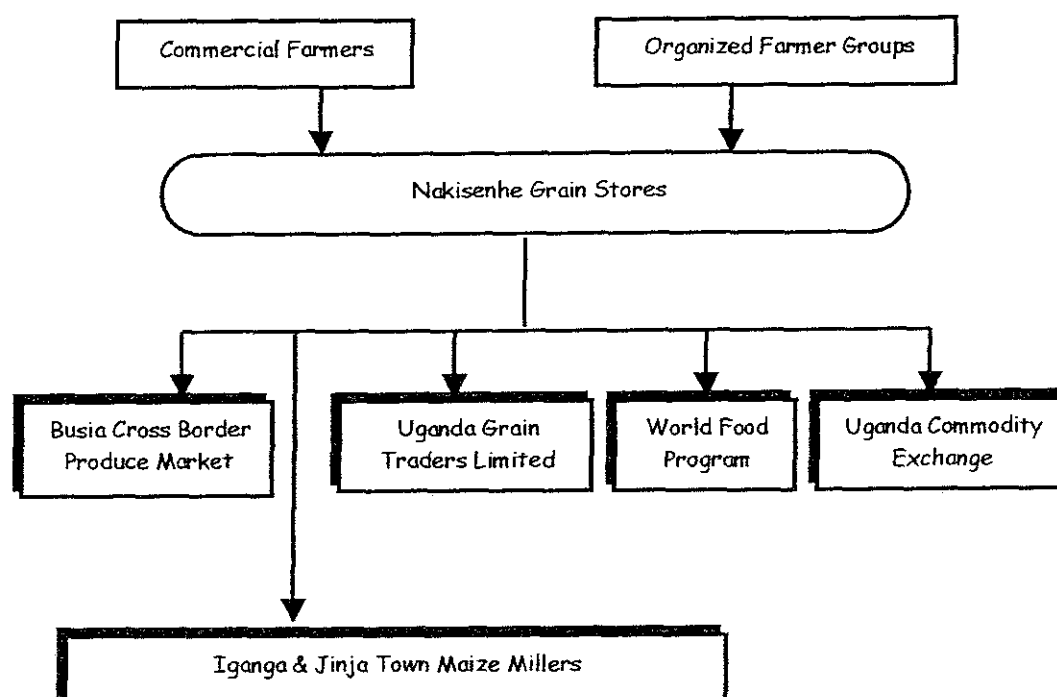 Commercial Farmers
Organized Farmer Groups
Nakisenhe Grain Stores
Busia Cross Border
Produce Market
Uganda Grain
Traders Limited
World Food
Program
Uganda Commodity
Exchange
Iganga & Jinja Town Maize Millers